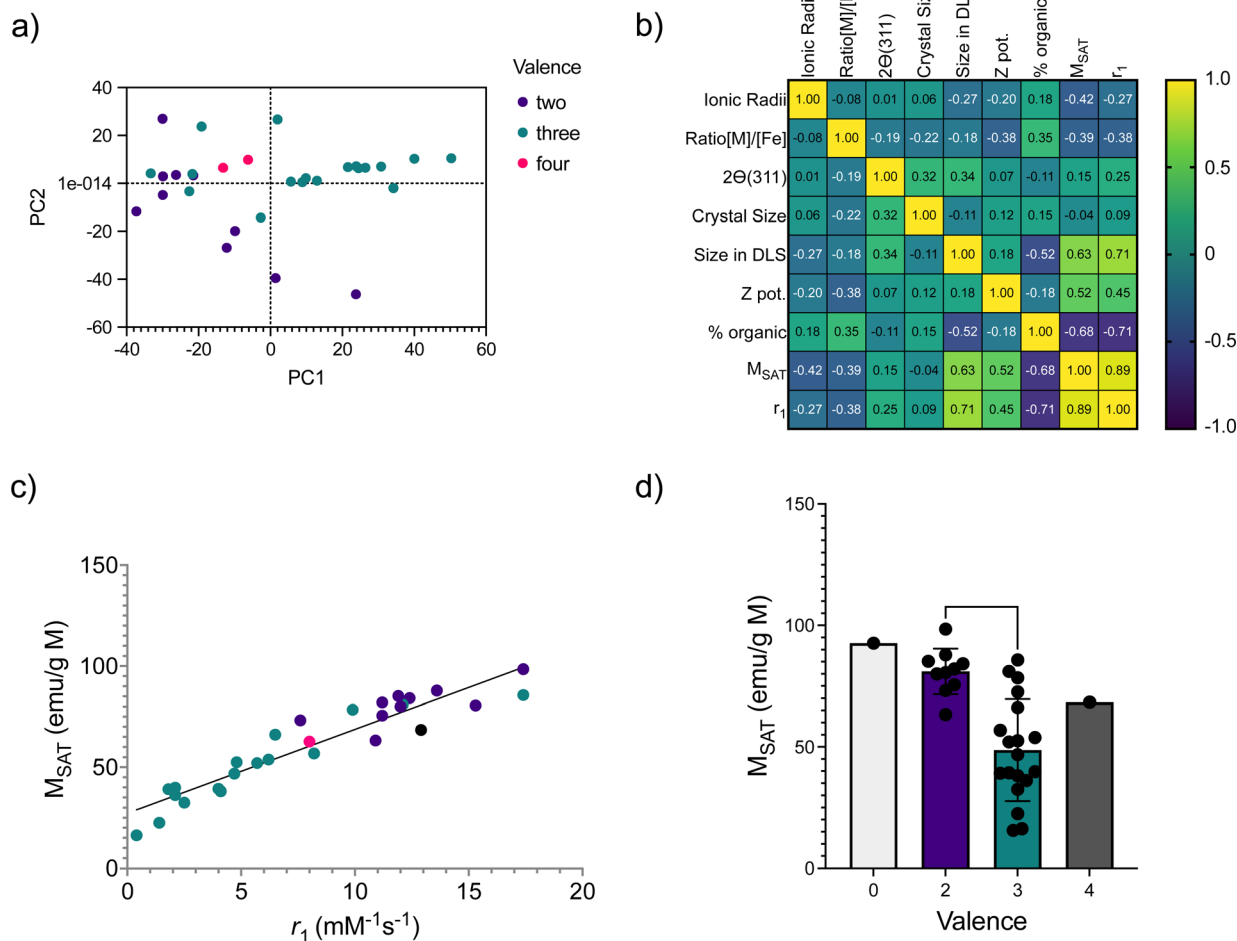 a)
Valence
two
three
four
40
20
1e-014
-20
-40
-60
PC2
-40 -20 0 20 40 60
PC1
b)
Ionic Radii Ratio[M]/[ 2Θ(311) Crystal Siz Size in DL Z pot. % organic MSAT r1
Ionic Radii 1.00 -0.08 0.01 0.06 -0.27 -0.20 0.18 -0.42 -0.27
Ratio[M]/[Fe] -0.08 1.00 -0.19 -0.22 -0.18 -0.38 0.35 -0.39 -0.38
2Θ(311) 0.01 -0.19 1.00 0.32 0.34 0.07 -0.11 0.15 0.25
Crystal Size 0.06 -0.22 0.32 1.00 -0.11 0.12 0.15 -0.04 0.09
Size in DLS -0.27 -0.18 0.34 -0.11 1.00 0.18 -0.52 0.63 0.71
Z pot. -0.20 -0.38 0.07 0.12 0.18 1.00 -0.18 0.52 0.45
% organic 0.18 0.35 -0.11 0.15 -0.52 -0.18 1.00 -0.68 -0.71
MSAT -0.42 -0.39 0.15 -0.04 0.63 0.52 -0.68 1.00 0.89
r1 -0.27 -0.38 0.25 0.09 0.71 0.45 -0.71 0.89 1.00
1.0
0.5
0
-0.5
-1.0
c)
150
100
50
0
MSAT (emu/g M)
0 5 10 15 20
r1 (mM-1s-1)
d)
150
100
50
0
MSAT (emu/g M)
0 2 3 4
Valence